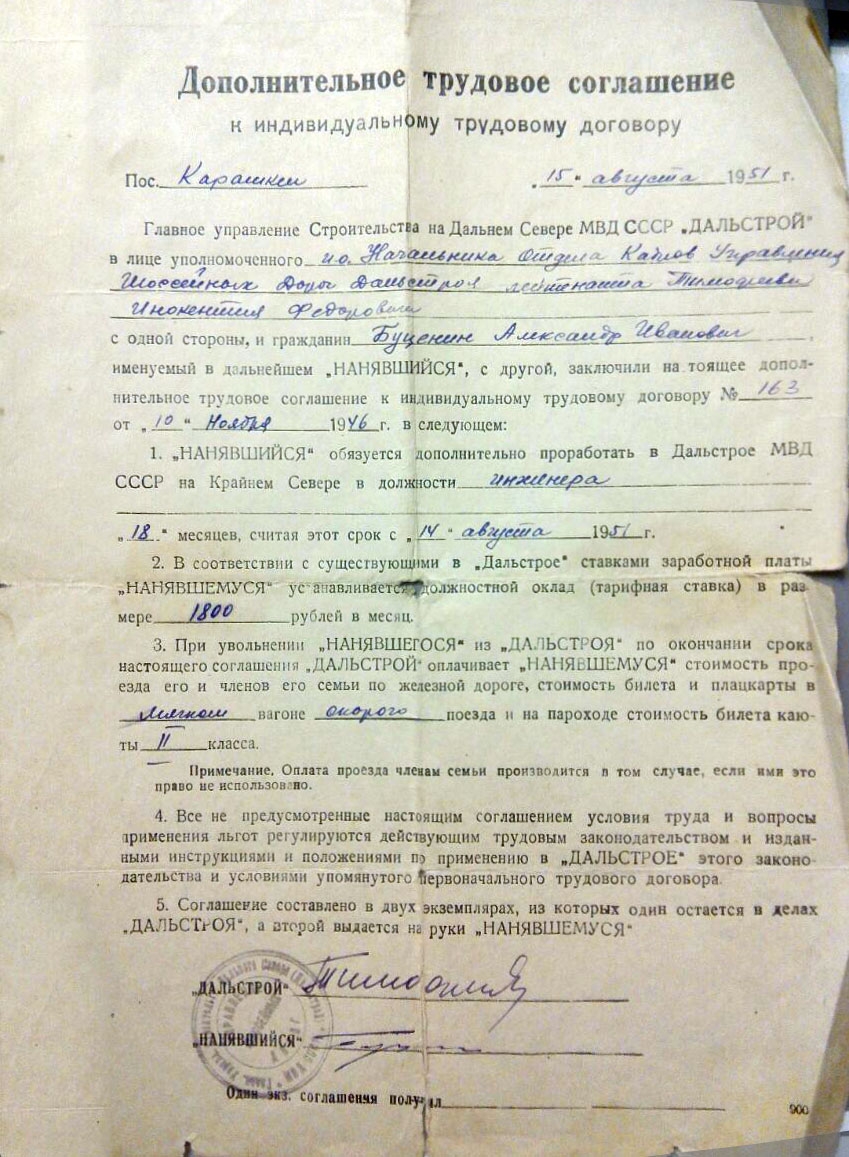 Дополнительное трудовое соглашение
к индивидуальному трудовому договору
Пос. „15“ августа 1951 г.
Главное управление Строительства на Дальнем Севере МВД СССР „ДАЛЬСТРОЙ“
в лице уполномоченного и.о. Начальника Отдела Кадров Управления
Шоссейных Дорог Дальстроя лейтенанта
Инокентия Федоровича
с одной стороны, и гражданин Буценин Александр Иванович
именуемый в дальнейшем „НАНЯВШИЙСЯ“, с другой, заключили на тоящее допол-
нительное трудовое соглашение к индивидуальному трудовому договору № 163
от „10“ Ноября 1946 г. в следующем:
1. „НАНЯВШИЙСЯ“ обязуется дополнительно проработать в Дальстрое МВД
СССР на Крайнем Севере в должности инженера
„18“ месяцев, считая этот срок с „14“ августа 1951 г.
2. В соответствии с существующими в „Дальстрое“ ставками заработной платы
„НАНЯВШЕМУСЯ“ устанавливается должностной оклад (тарифная ставка) в раз
мере 1800 рублей в месяц.
3. При увольнении „НАНЯВШЕГОСЯ“ из „ДАЛЬСТРОЯ“ по окончании срока
настоящего соглашения „ДАЛЬСТРОЙ“ оплачивает „НАНЯВШЕМУСЯ“ стоимость про-
езда его и членов его семьи по железной дороге, стоимость билета и плацкарты в
мягком вагоне скорого поезда и на пароходе стоимость билета каю-
ты II класса.
Примечание. Оплата проезда членам семьи производится в том случае, если ими это
право не использовано.
4. Все не предусмотренные настоящим соглашением условия труда и вопросы
применения льгот регулируются действующим трудовым законодательством и издан-
ными инструкциями и положениями по применению в „ДАЛЬСТРОЕ“ этого законо-
дательства и условиями упомянутого первоначального трудового договора.
5. Соглашение составлено в двух экземплярах, из которых один остается в делах
„ДАЛЬСТРОЯ“, а второй выдается на руки „НАНЯВШЕМУСЯ“
„ДАЛЬСТРОЙ“
„НАНЯВШИЙСЯ“
Один экз. соглашения получил
900